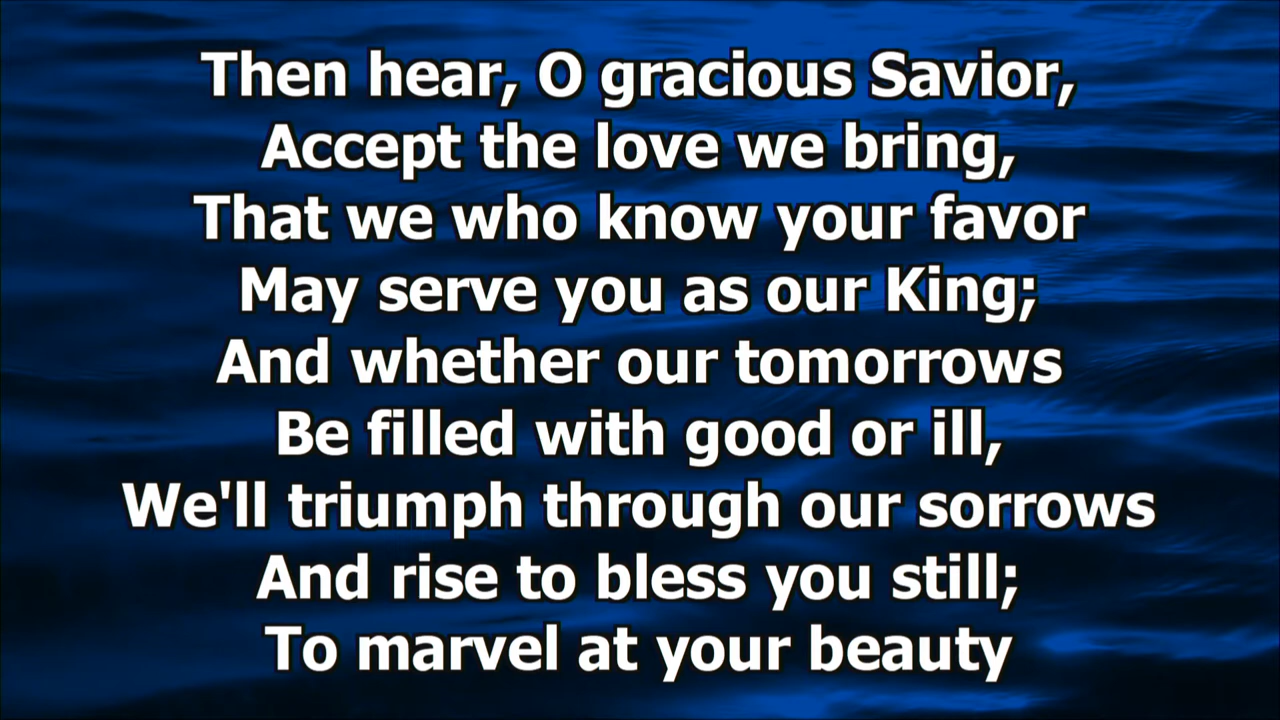 Then hear, O gracious Savior,
Accept the love we bring,
That we who know your favor
May serve you as our King;
And whether our tomorrows
Be filled with good or ill,
We'll triumph through our sorrows
And rise to bless you still;
To marvel at your beauty